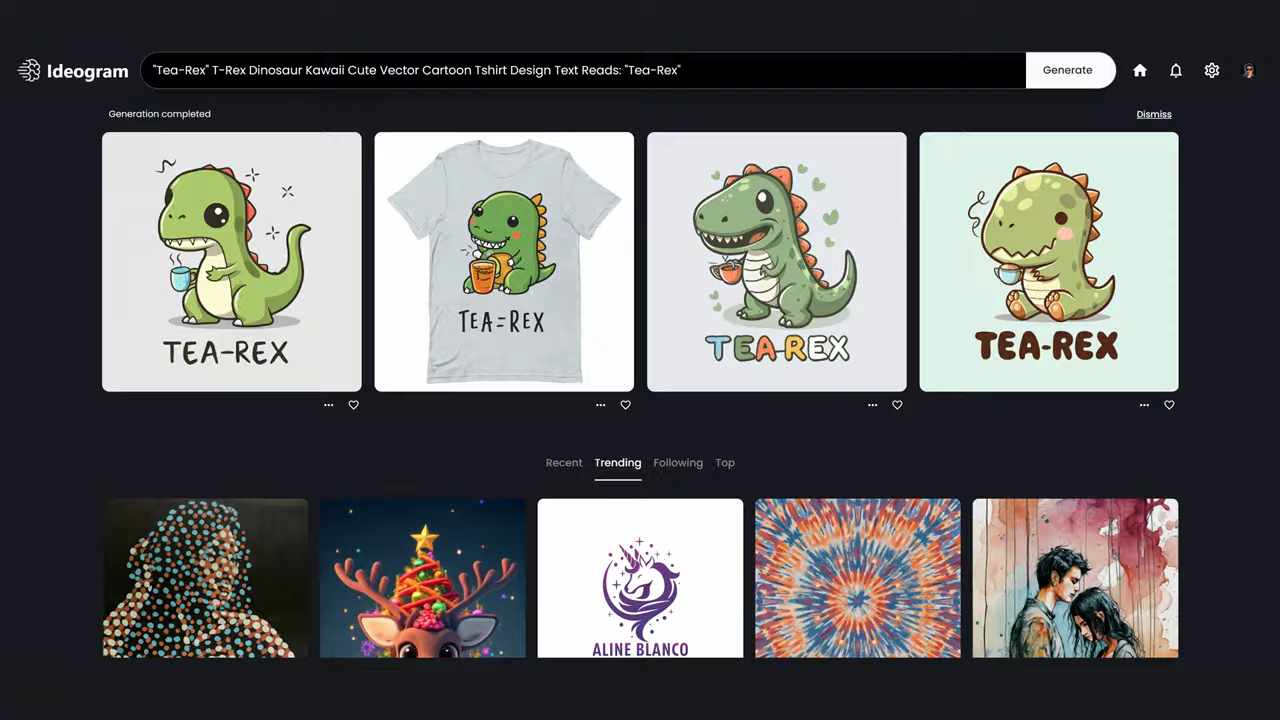 Ideogram
"Tea-Rex" T-Rex Dinosaur Kawaii Cute Vector Cartoon Tshirt Design Text Reads: "Tea-Rex"
Generate
Generation completed
Dismiss
TEA-REX
TEA=REX
TEA-REX
TEA-REX
Recent
Trending
Following
Top
ALINE BLANCO